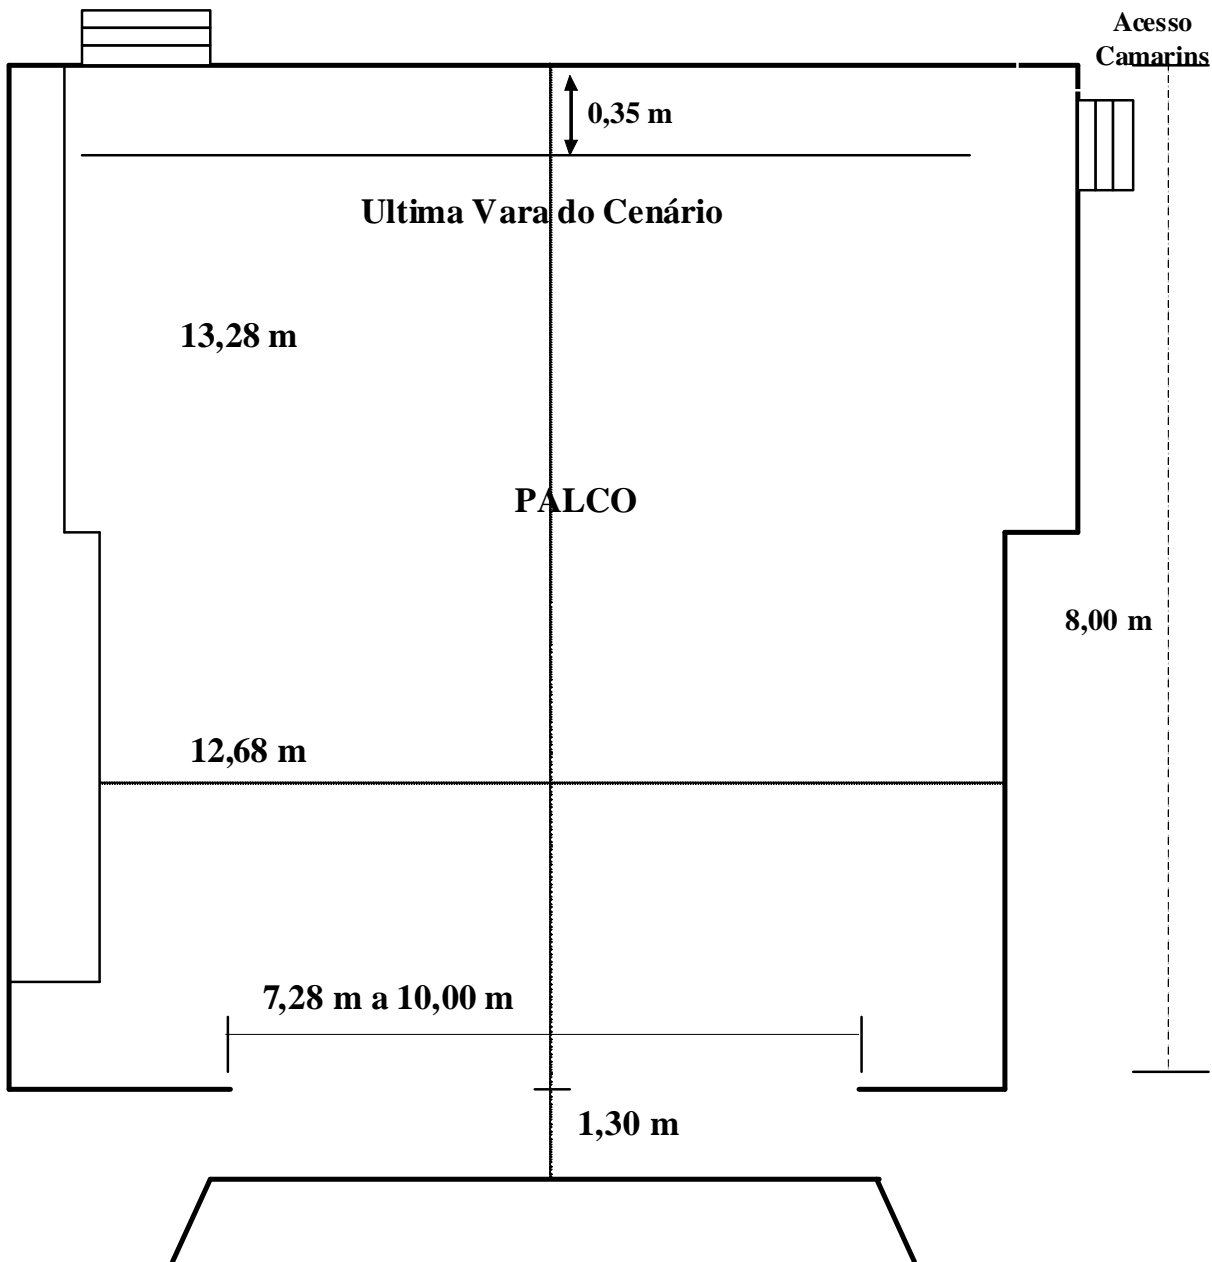 Acesso
Camarins
0,35 m
Ultima Vara do Cenário
13,28 m
PALCO
8,00 m
12,68 m
7,28 m a 10,00 m
1,30 m